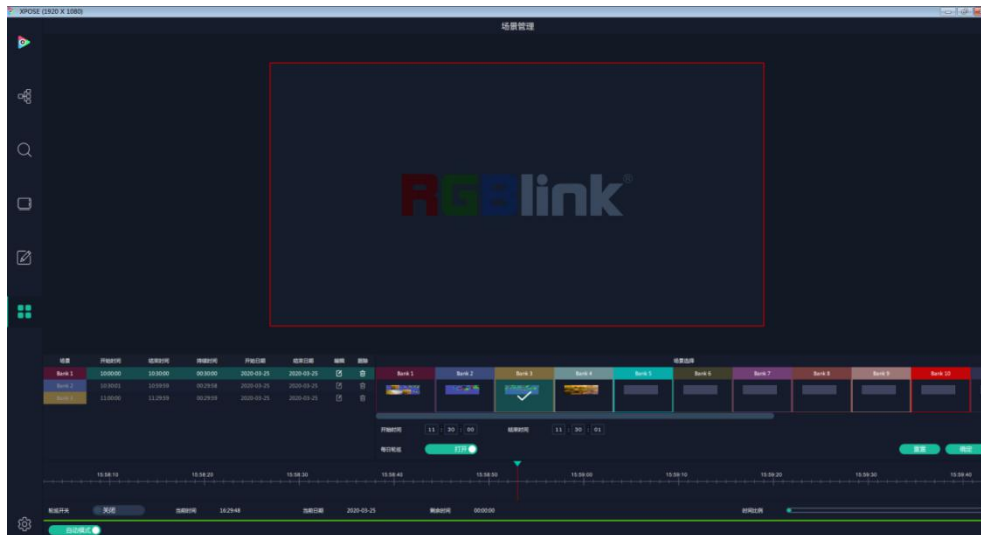 XPOSE (1920 X 1080)
场景管理
RGBlink®
场景 开始时间 结束时间 持续时间 开始日期 结束日期 编辑 删除 场景选择
Bank 1 10:00:00 10:30:00 00:30:00 2020-03-25 2020-03-25 Bank 1 Bank 2 Bank 3 Bank 4 Bank 5 Bank 6 Bank 7 Bank 8 Bank 9 Bank 10
Bank 2 10:30:01 10:59:59 00:29:58 2020-03-25 2020-03-25
11:00:00 11:29:59 00:29:59 2020-03-25 2020-03-25
开始时间 11 : 30 : 00 结束时间 11 : 30 : 01
每日轮巡 打开 重置 确定
15:58:10 15:58:20 15:58:30 15:58:40 15:58:50 15:59:00 15:59:10 15:59:20 15:59:30 15:59:40
轮巡开关 关闭 当前时间 16:29:48 当前日期 2020-03-25 剩余时间 00:00:00 时间比例
自动模式